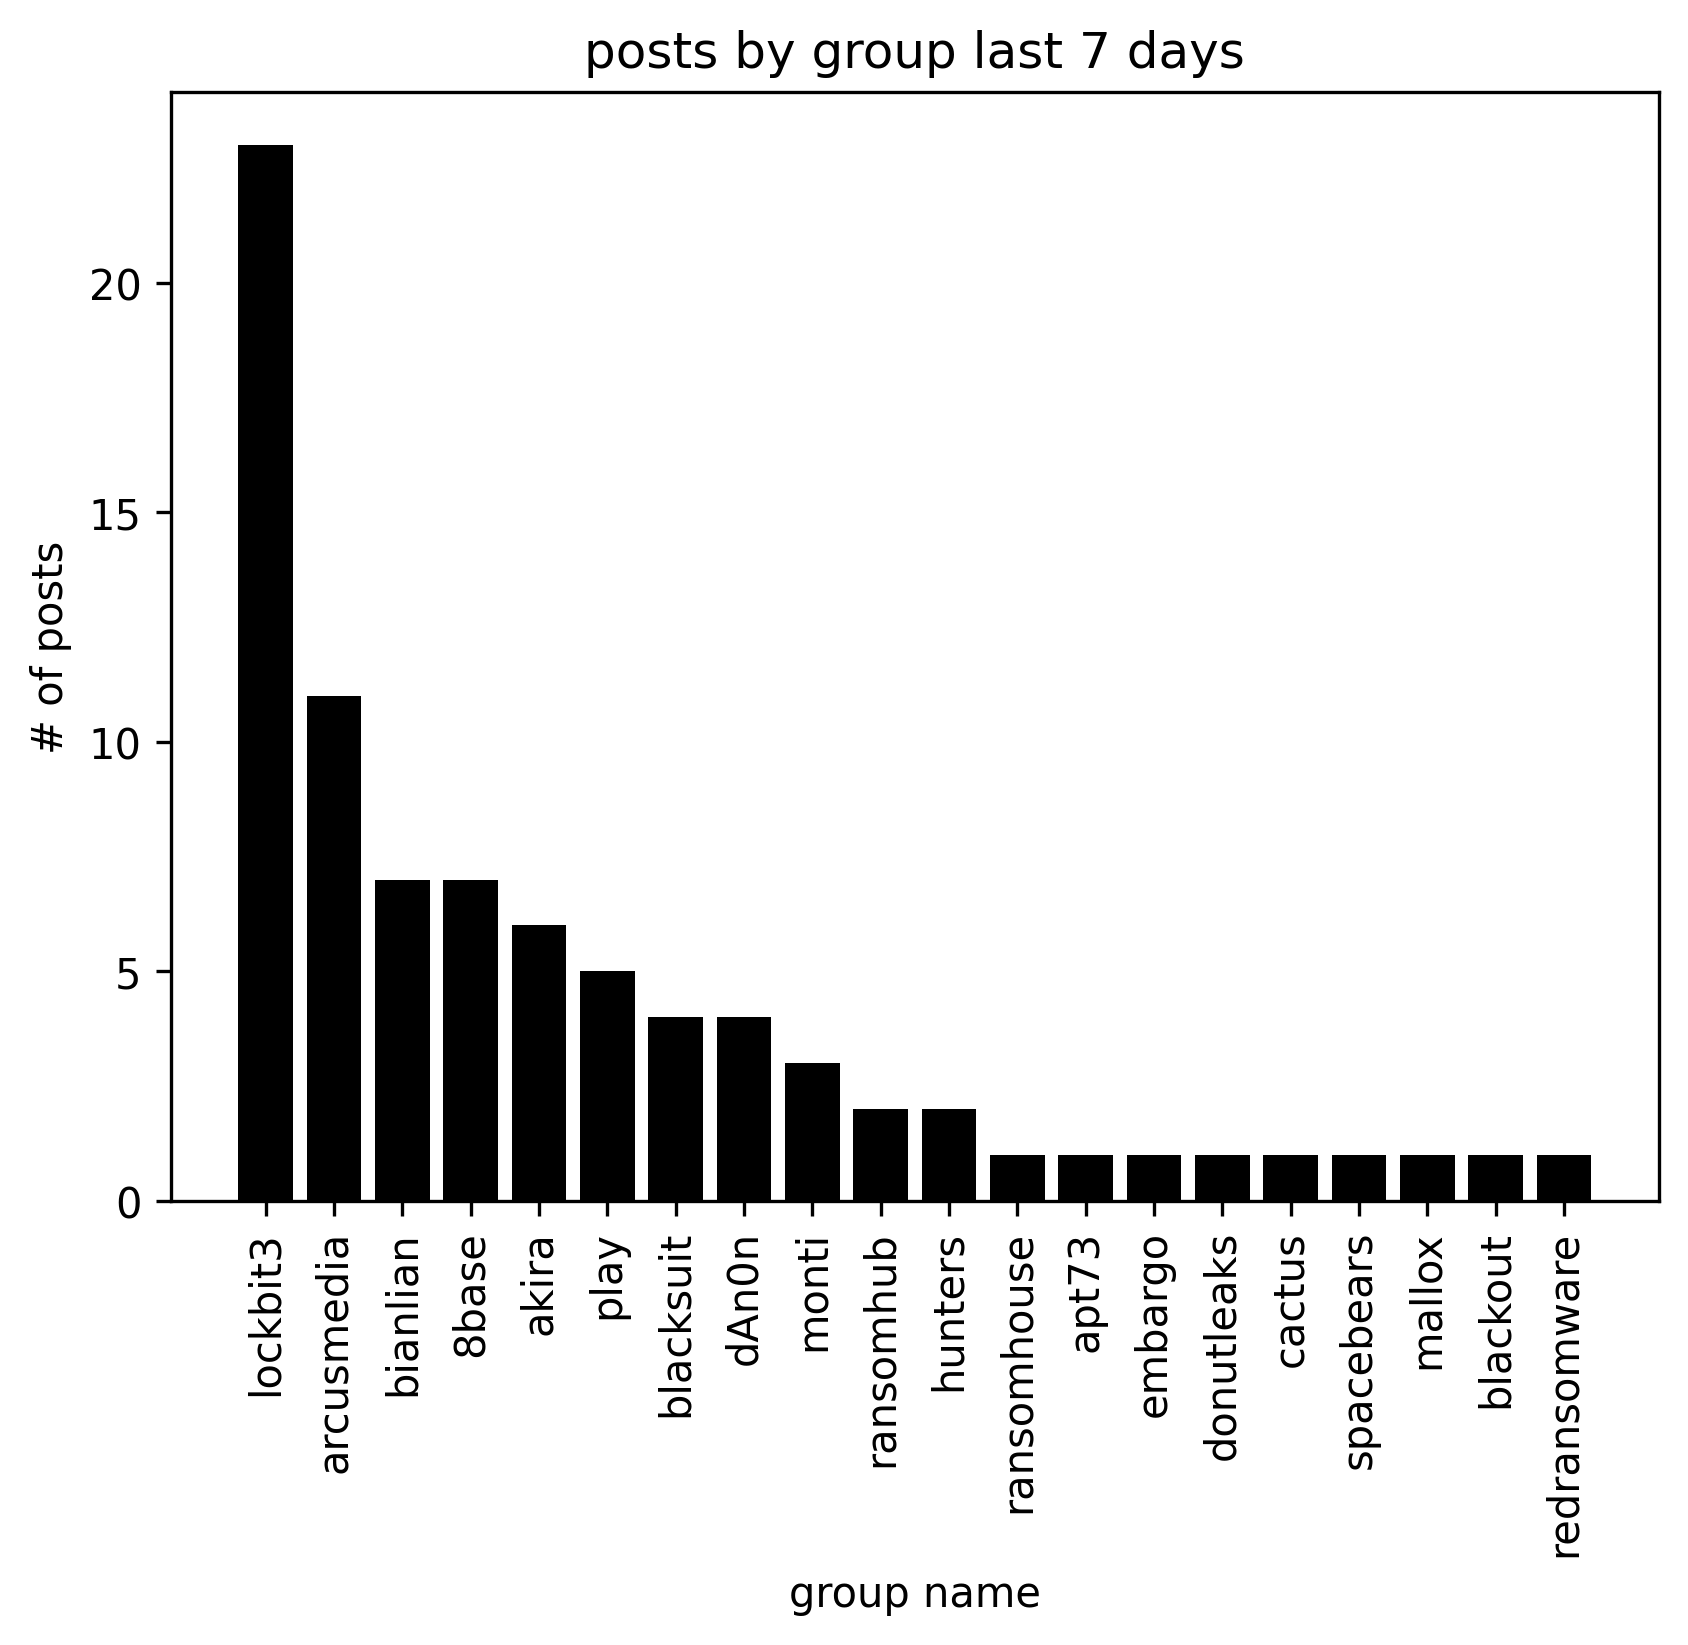 posts by group last 7 days
# of posts
20
15
10
5
0
lockbit3
arcusmedia
bianlian
8base
akira
play
blacksuit
dAn0n
monti
ransomhub
hunters
ransomhouse
apt73
embargo
donutleaks
cactus
spacebears
mallox
blackout
redransomware
group name